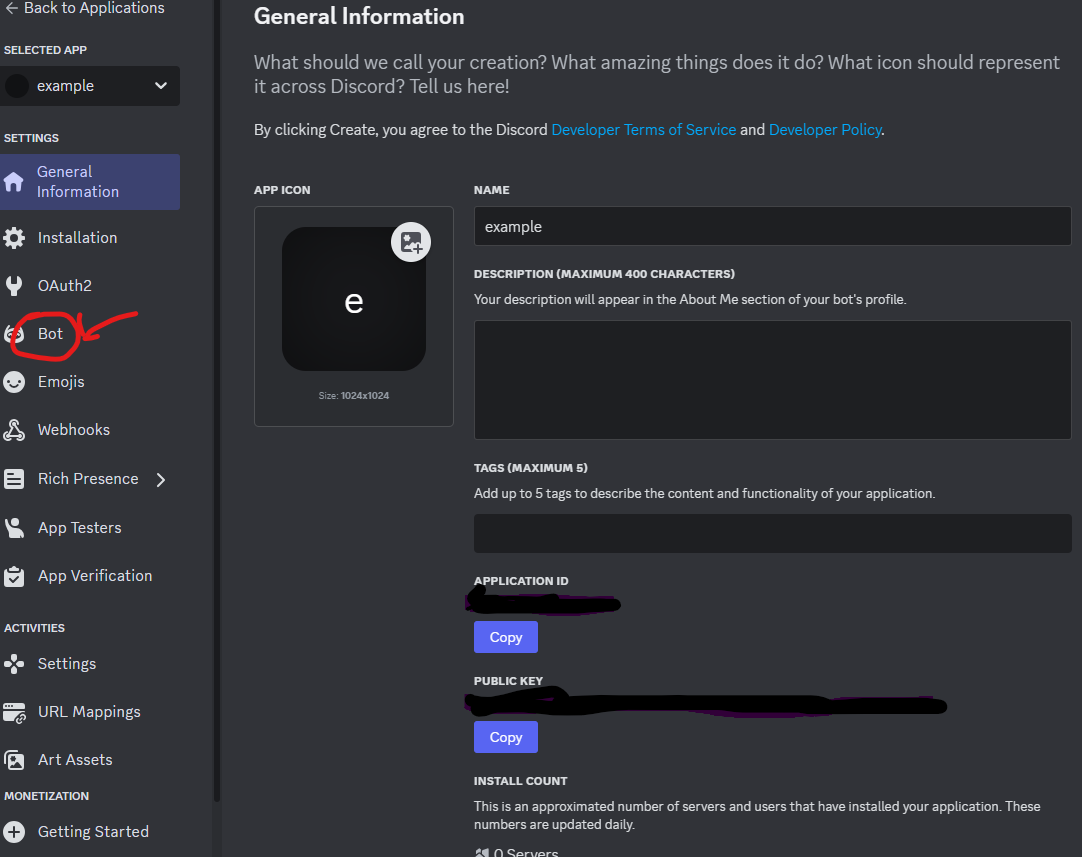 Back to Applications
SELECTED APP
example
SETTINGS
General
Information
Installation
OAuth2
Bot
Emojis
Webhooks
Rich Presence
App Testers
App Verification
ACTIVITIES
Settings
URL Mappings
Art Assets
MONETIZATION
Getting Started
General Information
What should we call your creation? What amazing things does it do? What icon should represent
it across Discord? Tell us here!
By clicking Create, you agree to the Discord Developer Terms of Service and Developer Policy.
APP ICON
e
Size: 1024x1024
NAME
example
DESCRIPTION (MAXIMUM 400 CHARACTERS)
Your description will appear in the About Me section of your bot's profile.
TAGS (MAXIMUM 5)
Add up to 5 tags to describe the content and functionality of your application.
APPLICATION ID
Copy
PUBLIC KEY
Copy
INSTALL COUNT
This is an approximated number of servers and users that have installed your application. These
numbers are updated daily.
0 Servers